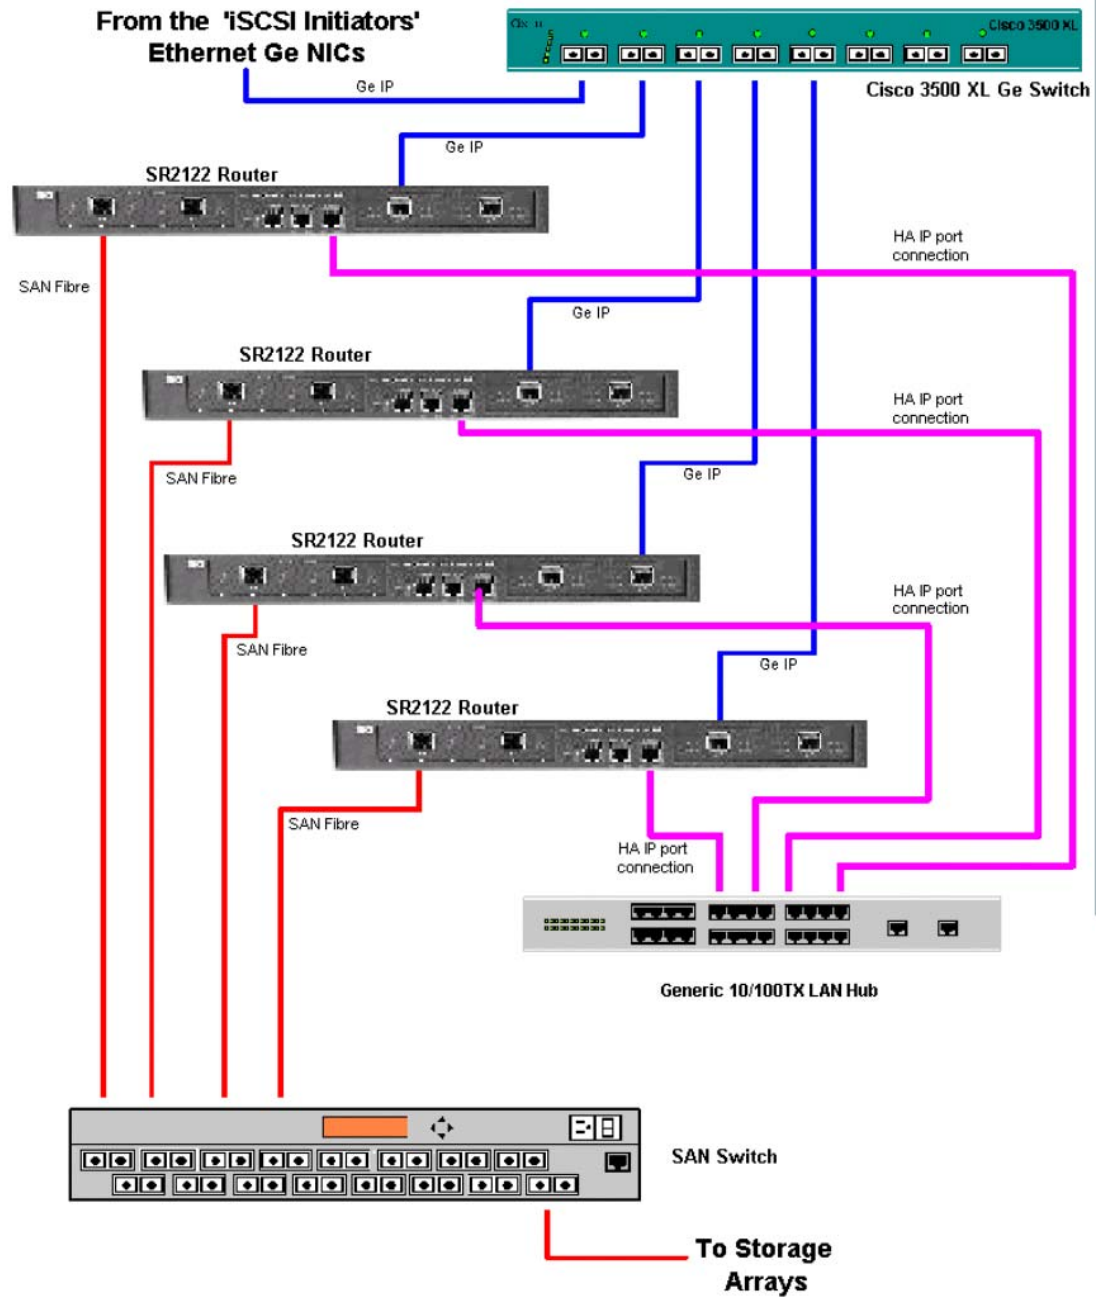 From the 'iSCSI Initiators'
Ethernet Ge NICs
Cisco 3500 XL
Cisco 3500 XL Ge Switch
Ge IP
Ge IP
SR2122 Router
HA IP port
connection
SAN Fibre
Ge IP
SR2122 Router
HA IP port
connection
SAN Fibre
Ge IP
SR2122 Router
HA IP port
connection
SAN Fibre
Ge IP
SR2122 Router
SAN Fibre
HA IP port
connection
Generic 10/100TX LAN Hub
SAN Switch
To Storage
Arrays